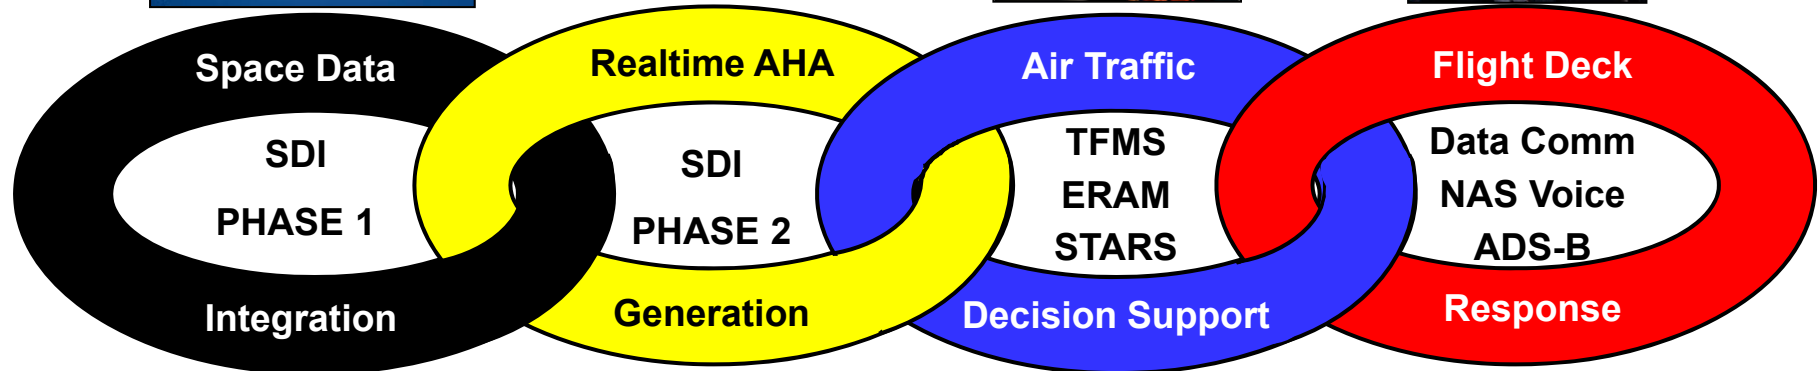 Space Data
SDI
PHASE 1
Integration
Realtime AHA
SDI
PHASE 2
Generation
Air Traffic
TFMS
ERAM
STARS
Decision Support
Flight Deck
Data Comm
NAS Voice
ADS-B
Response